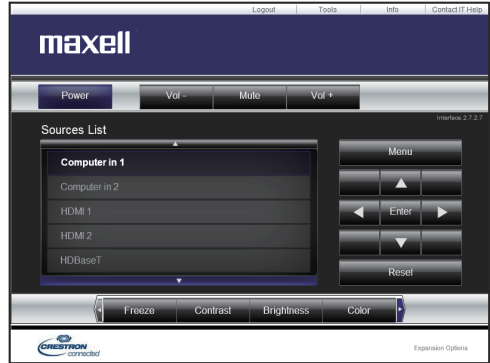 Logout Tools Info Contact IT Help
maxell
Power Vol - Mute Vol +
Interface 2.7.2.7
Sources List
Computer in 1
Computer in 2
HDMI 1
HDMI 2
HDBaseT
Menu
Enter
Reset
Freeze Contrast Brightness Color
CRESTRON
connected
Expansion Options